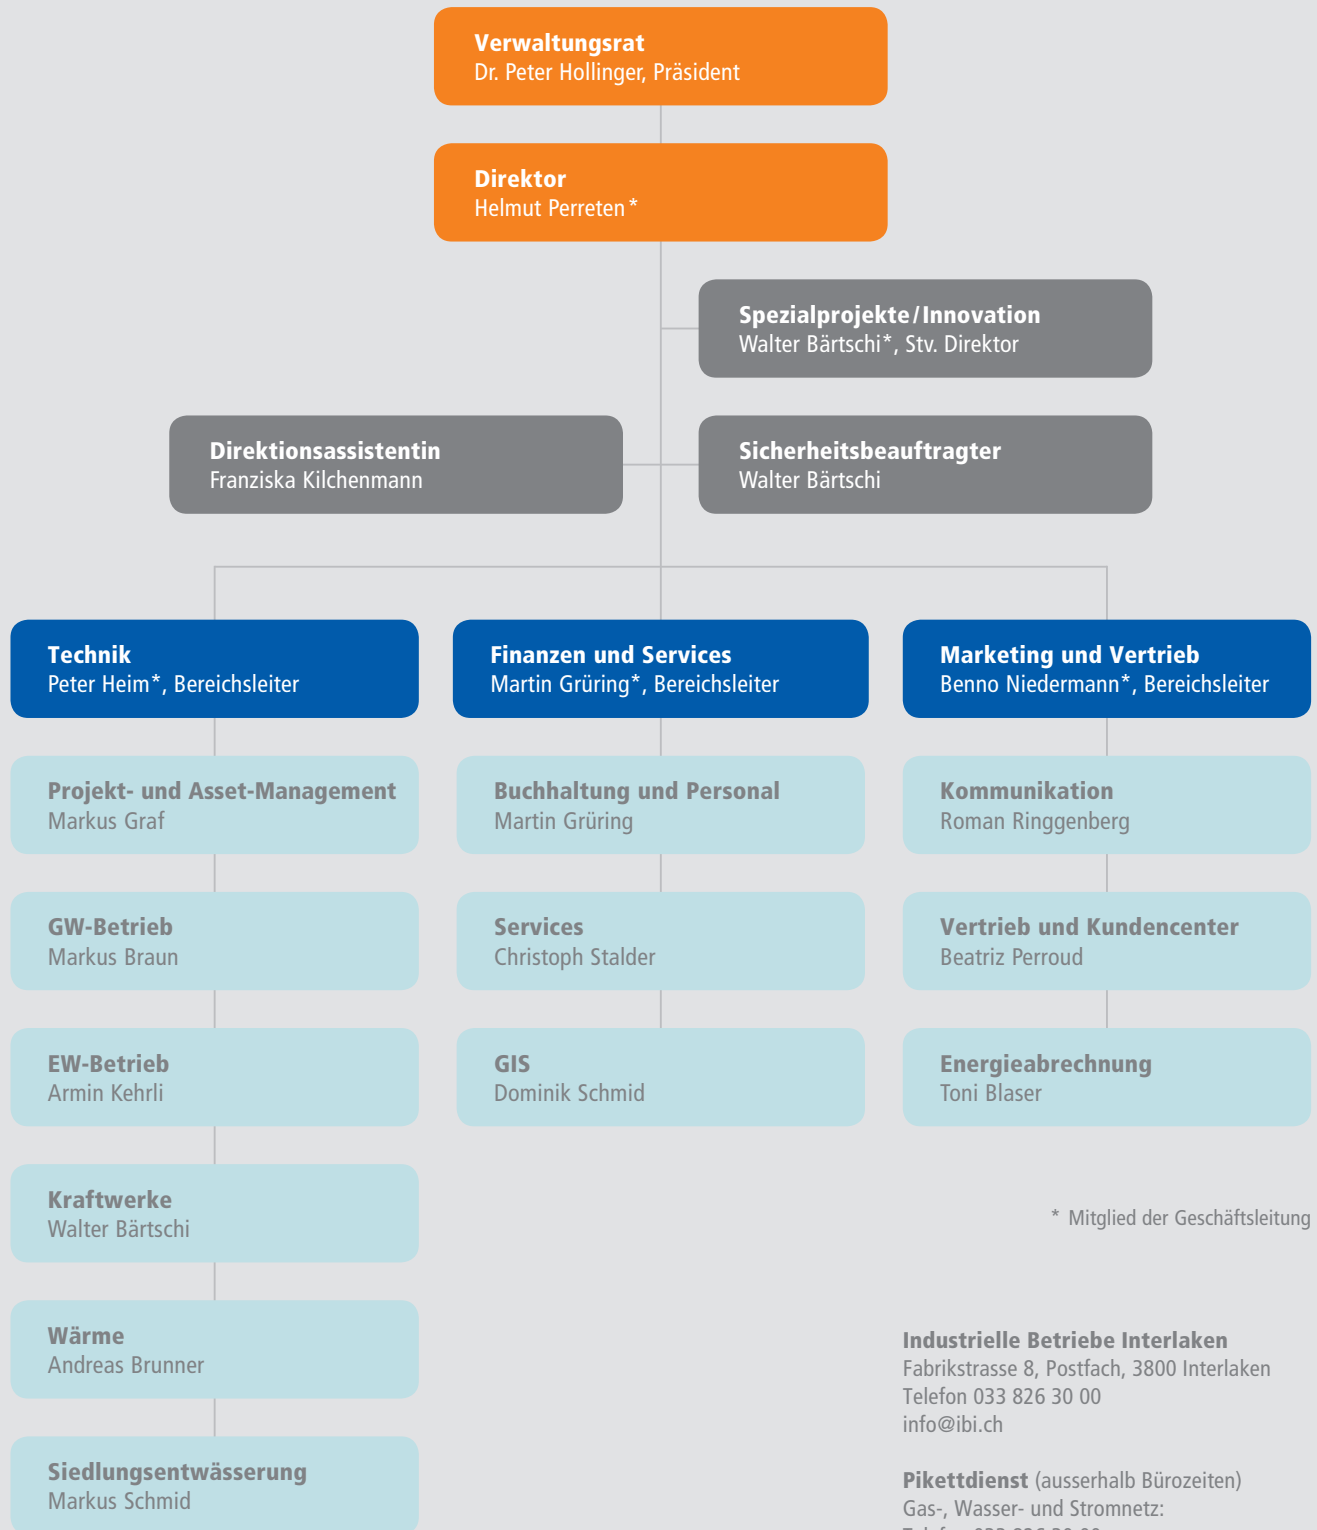 Verwaltungsrat
Dr. Peter Hollinger, Präsident
Direktor
Helmut Perreten*
Spezialprojekte/Innovation
Walter Bärtschi*, Stv. Direktor
Direktionsassistentin
Franziska Kilchenmann
Sicherheitsbeauftragter
Walter Bärtschi
Technik
Peter Heim*, Bereichsleiter
Projekt- und Asset-Management
Markus Graf
GW-Betrieb
Markus Braun
EW-Betrieb
Armin Kehrli
Kraftwerke
Walter Bärtschi
Wärme
Andreas Brunner
Siedlungsentwässerung
Markus Schmid
Finanzen und Services
Martin Grüring*, Bereichsleiter
Buchhaltung und Personal
Martin Grüring
Services
Christoph Stalder
GIS
Dominik Schmid
Marketing und Vertrieb
Benno Niedermann*, Bereichsleiter
Kommunikation
Roman Ringgenberg
Vertrieb und Kundencenter
Beatriz Perroud
Energieabrechnung
Toni Blaser
* Mitglied der Geschäftsleitung
Industrielle Betriebe Interlaken
Fabrikstrasse 8, Postfach, 3800 Interlaken
Telefon 033 826 30 00
info@ibi.ch
Pikettdienst (ausserhalb Bürozeiten)
Gas-, Wasser- und Stromnetz: